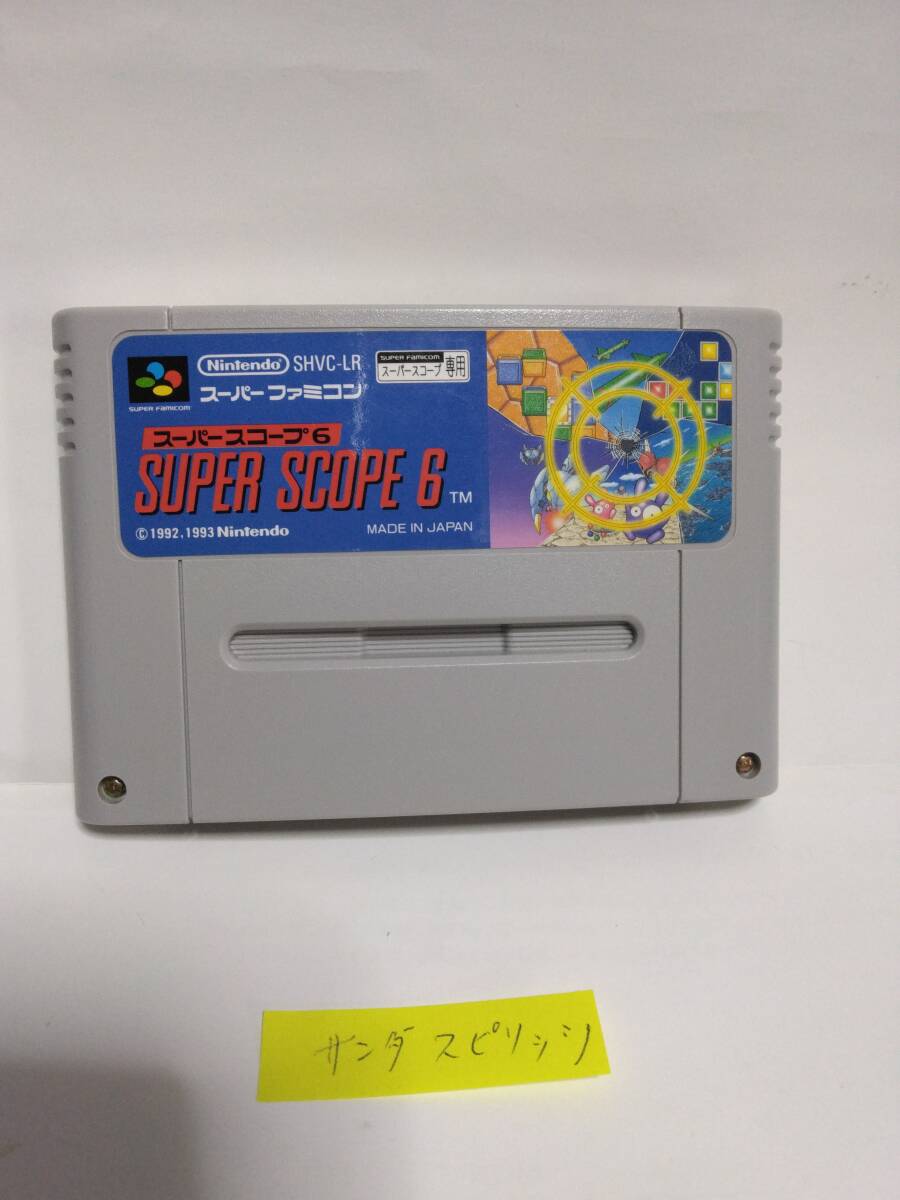 Nintendo SHVC-LR
SUPER FAMICOM
スーパースコープ 専用
SUPER FAMICOM
スーパーファミコン
スーパースコープ6
SUPER SCOPE 6 TM
©1992,1993 Nintendo
MADE IN JAPAN
サンダ スピリッツ